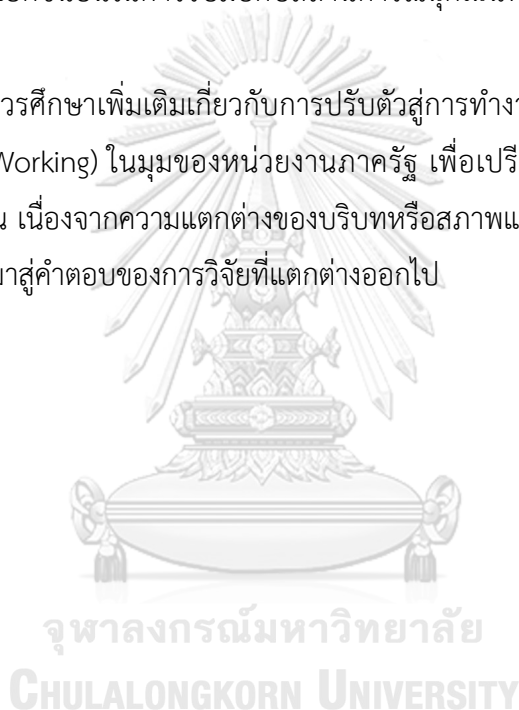 วรศึกษาเพิ่มเติมเกี่ยวกับการปรับตัวสู่การทำงา
Working) ในมุมของหน่วยงานภาครัฐ เพื่อเปรี
น เนื่องจากความแตกต่างของบริบทหรือสภาพแ
มาสู่คำตอบของการวิจัยที่แตกต่างออกไป
จุฬาลงกรณ์มหาวิทยาลัย
CHULALONGKORN UNIVERSITY